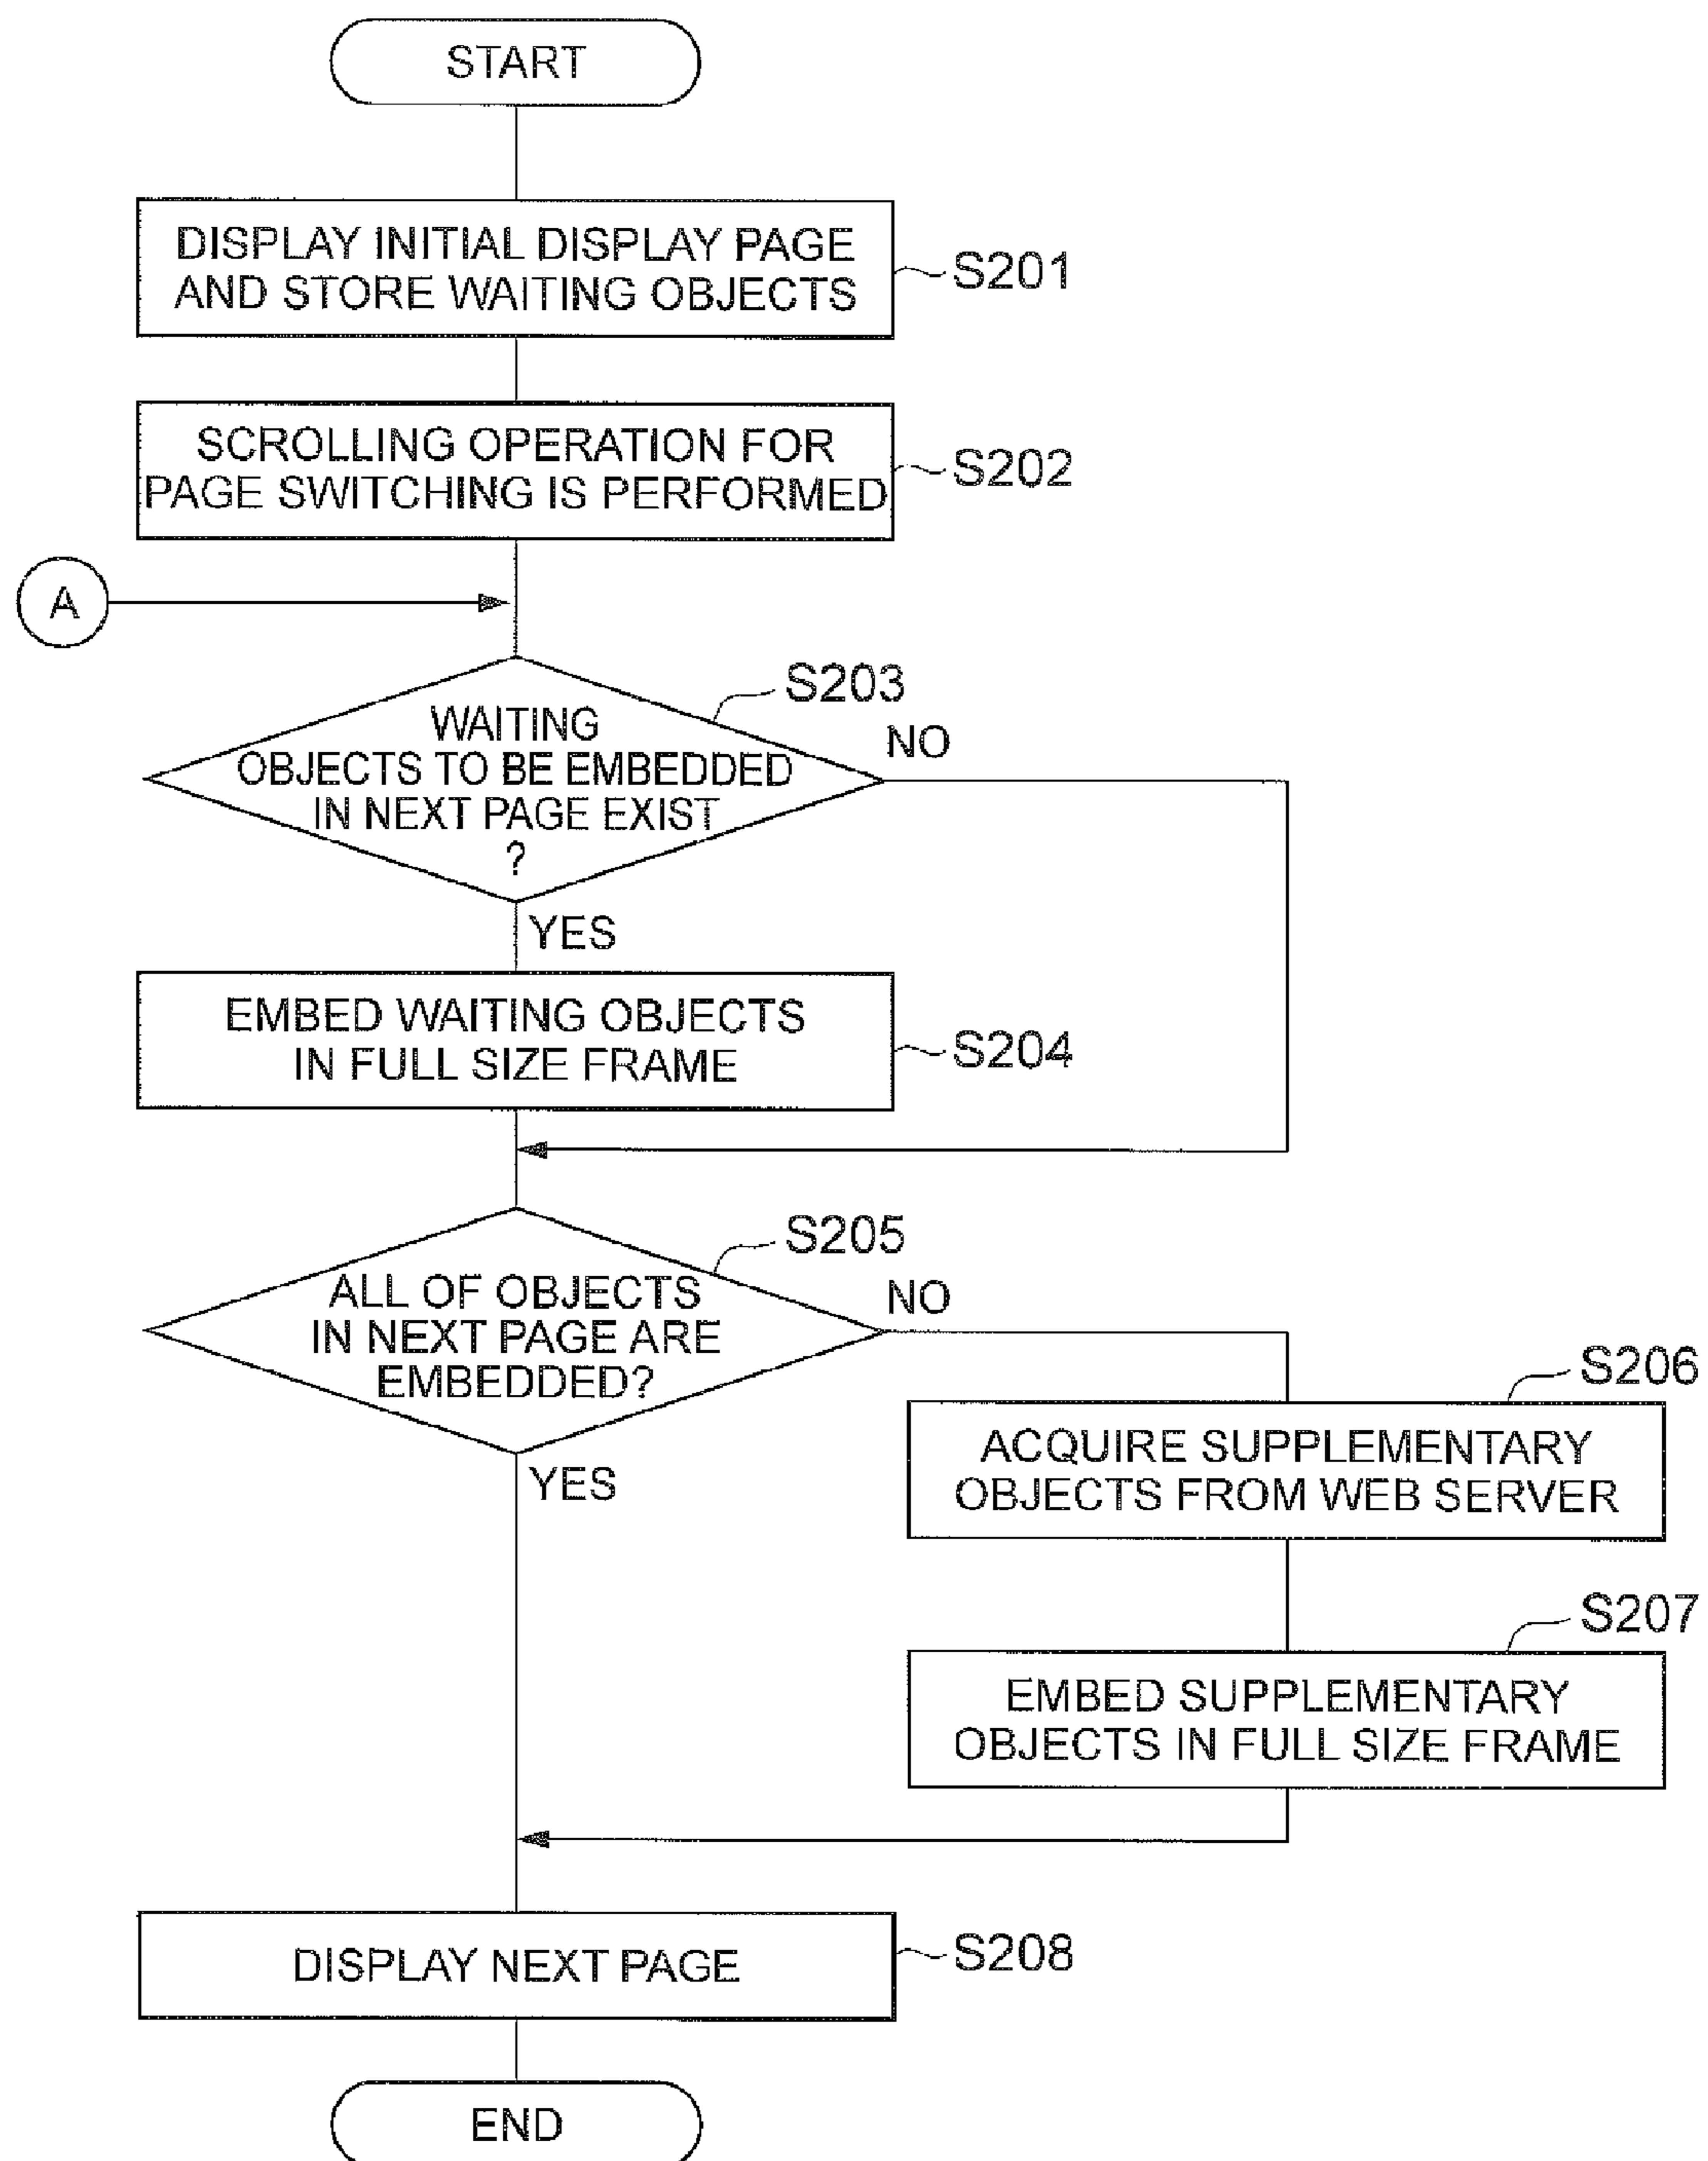 START
DISPLAY INITIAL DISPLAY PAGE
AND STORE WAITING OBJECTS
S201
SCROLLING OPERATION FOR
PAGE SWITCHING IS PERFORMED
S202
A
S203
WAITING
OBJECTS TO BE EMBEDDED
IN NEXT PAGE EXIST
?
NO
YES
EMBED WAITING OBJECTS
IN FULL SIZE FRAME
S204
S205
ALL OF OBJECTS
IN NEXT PAGE ARE
EMBEDDED?
NO
YES
S206
ACQUIRE SUPPLEMENTARY
OBJECTS FROM WEB SERVER
S207
EMBED SUPPLEMENTARY
OBJECTS IN FULL SIZE FRAME
DISPLAY NEXT PAGE
S208
END